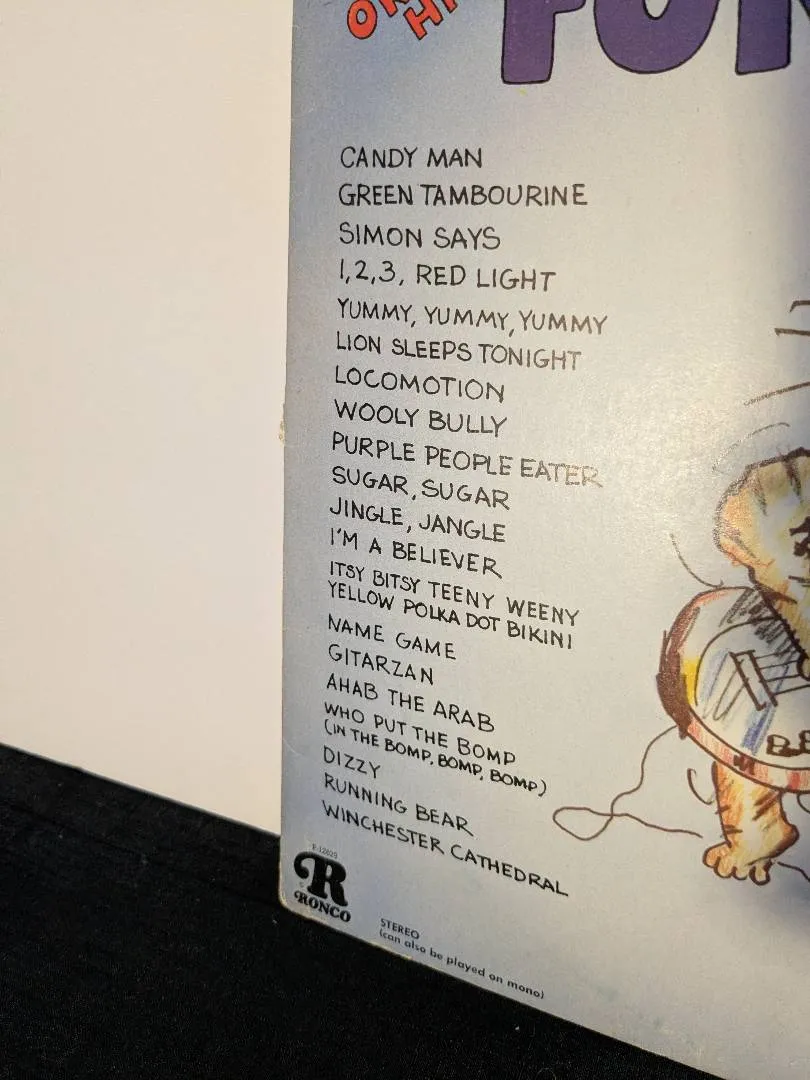 CANDY MAN
GREEN TAMBOURINE
SIMON SAYS
1, 2, 3, RED LIGHT
YUMMY, YUMMY, YUMMY
LION SLEEPS TONIGHT
LOCOMOTION
WOOLY BULLY
PURPLE PEOPLE EATER
SUGAR, SUGAR
JINGLE, JANGLE
I'M A BELIEVER
ITSY BITSY TEENY WEENY
YELLOW POLKA DOT BIKINI
NAME GAME
GITARZAN
AHAB THE ARAB
WHO PUT THE BOMP
(IN THE BOMP, BOMP, BOMP)
DIZZY
RUNNING BEAR
WINCHESTER CATHEDRAL
R
RONCO
STEREO
(can also be played on mono)